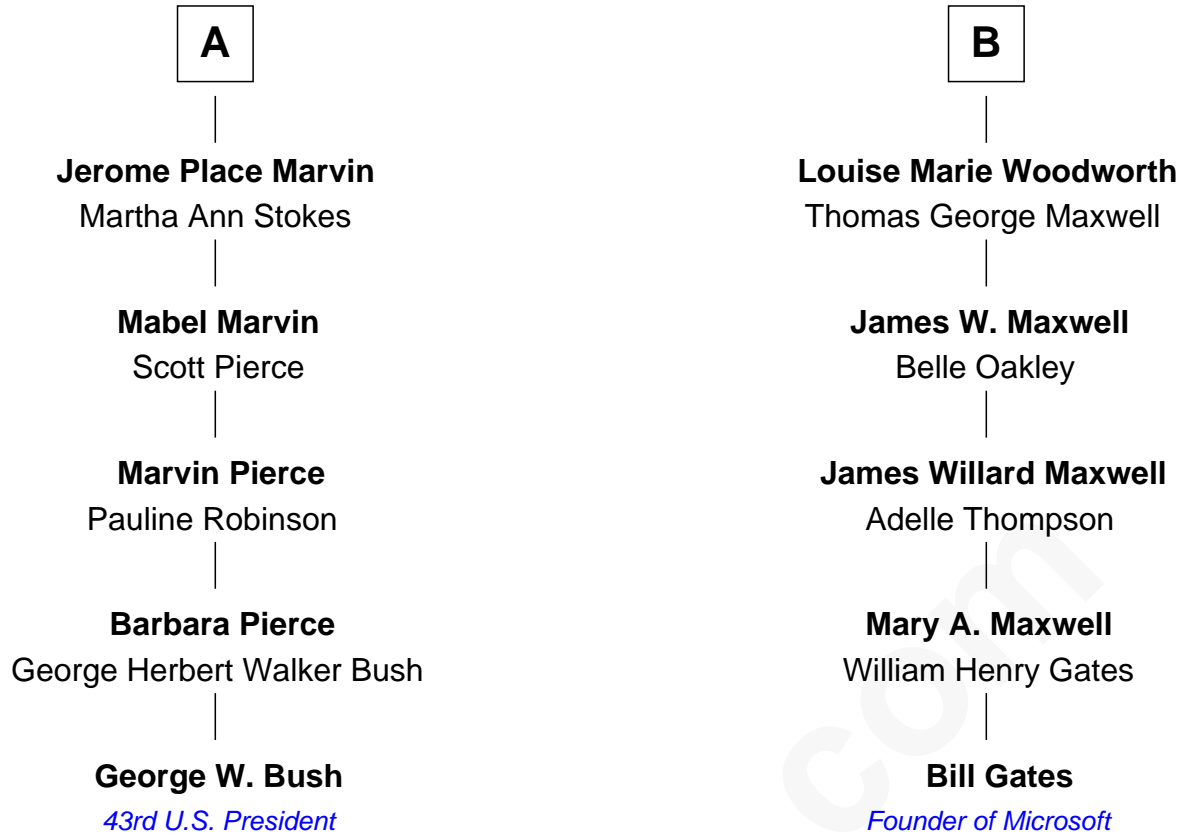 A
Jerome Place Marvin
Martha Ann Stokes
Mabel Marvin
Scott Pierce
Marvin Pierce
Pauline Robinson
Barbara Pierce
George Herbert Walker Bush
George W. Bush
43rd U.S. President
B
Louise Marie Woodworth
Thomas George Maxwell
James W. Maxwell
Belle Oakley
James Willard Maxwell
Adelle Thompson
Mary A. Maxwell
William Henry Gates
Bill Gates
Founder of Microsoft
com